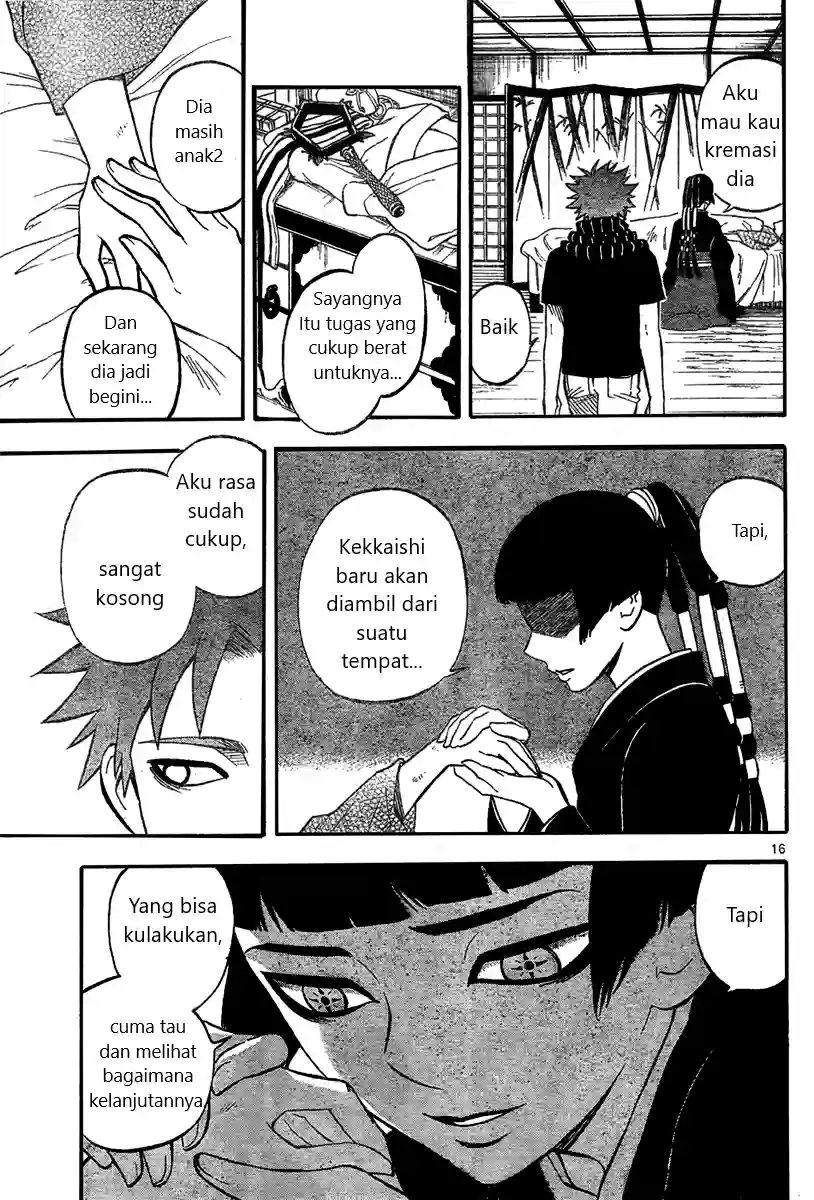 Aku
mau kau
kremasi
dia
Baik
Sayangnya
Itu tugas yang
cukup berat
untuknya...
Dia
masih
anak2
Dan
sekarang
dia jadi
begini...
Tapi,
Kekkaishi
baru akan
diambil dari
suatu
tempat...
Aku rasa
sudah
cukup,
sangat
kosong
16
Tapi
Yang bisa
kulakukan,
cuma tau
dan melihat
bagaimana
kelanjutannya